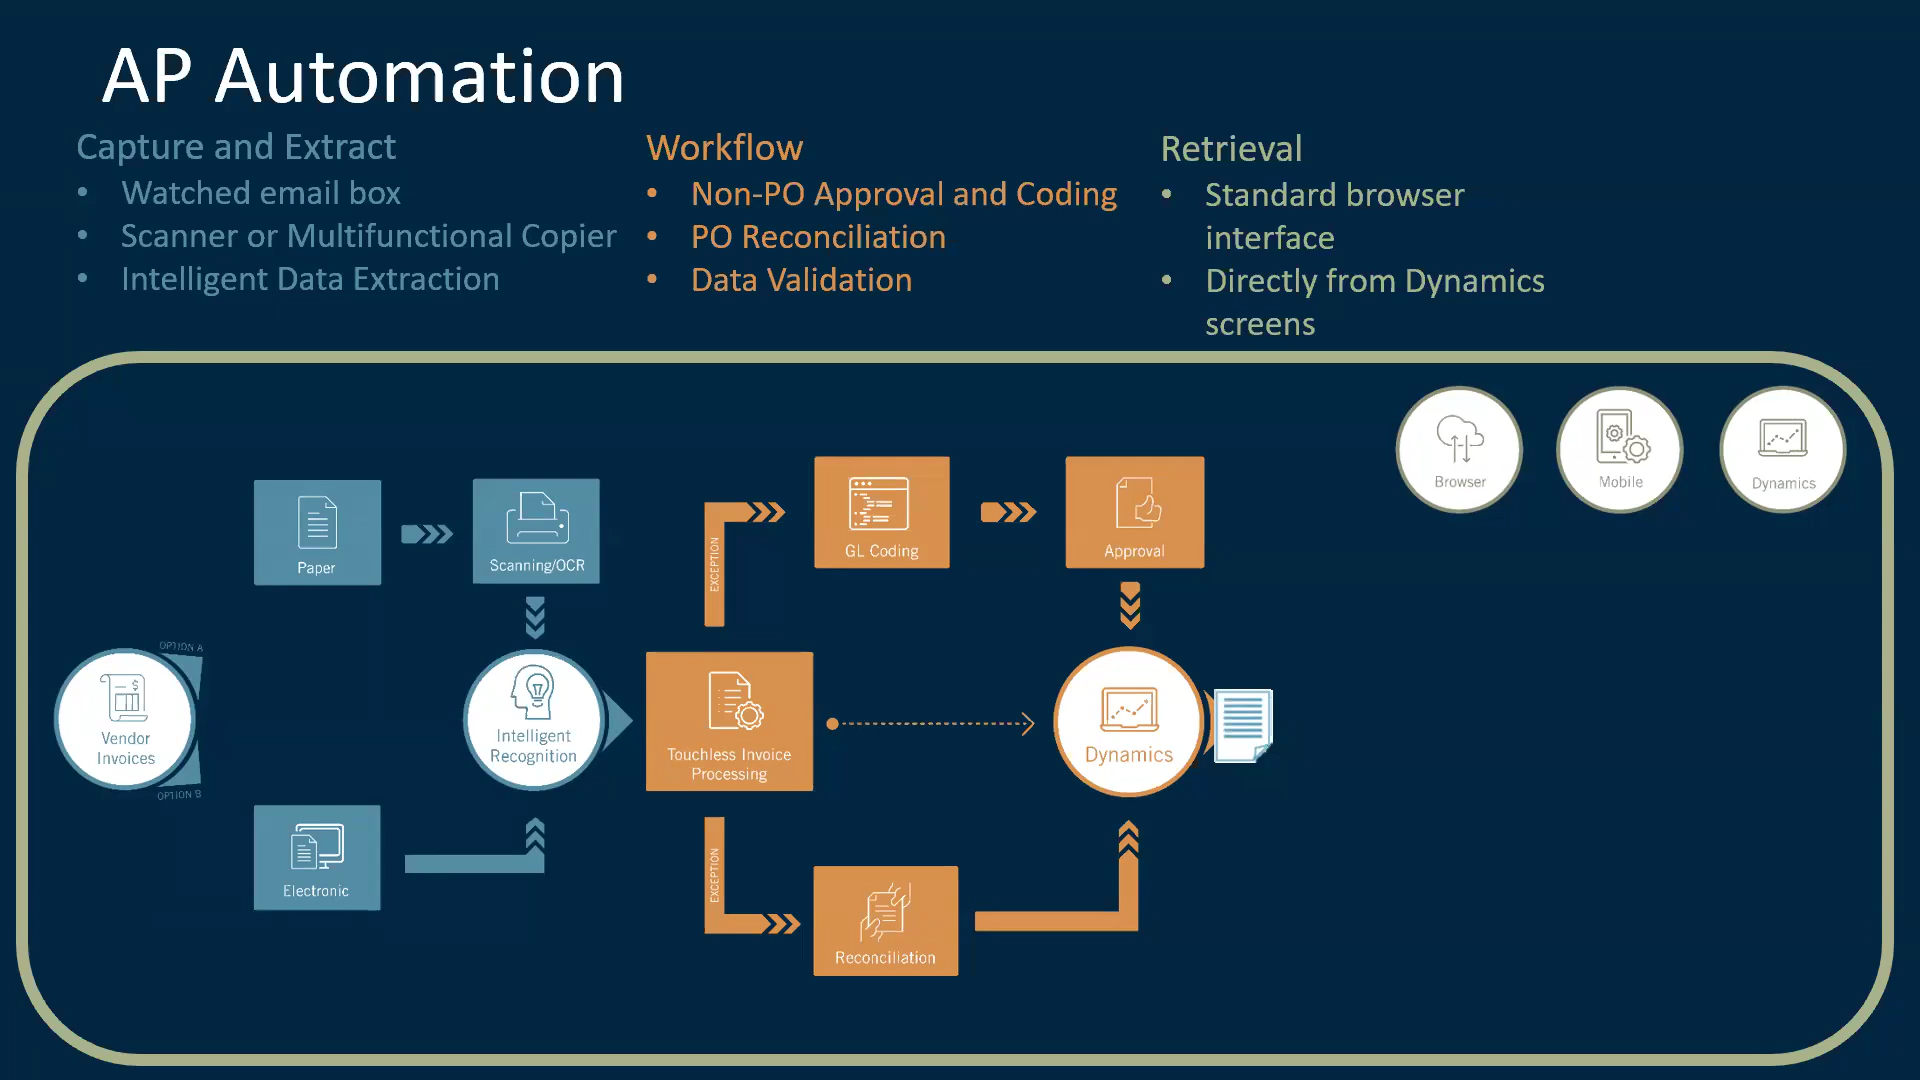 AP Automation
Capture and Extract
• Watched email box
• Scanner or Multifunctional Copier
• Intelligent Data Extraction
Workflow
• Non-PO Approval and Coding
• PO Reconciliation
• Data Validation
Retrieval
• Standard browser
interface
• Directly from Dynamics
screens
Browser
Mobile
Dynamics
Paper
Scanning/OCR
EXCEPTION
GL Coding
Approval
OPTION A
Vendor
Invoices
OPTION B
Intelligent
Recognition
Touchless Invoice
Processing
Dynamics
Electronic
EXCEPTION
Reconciliation